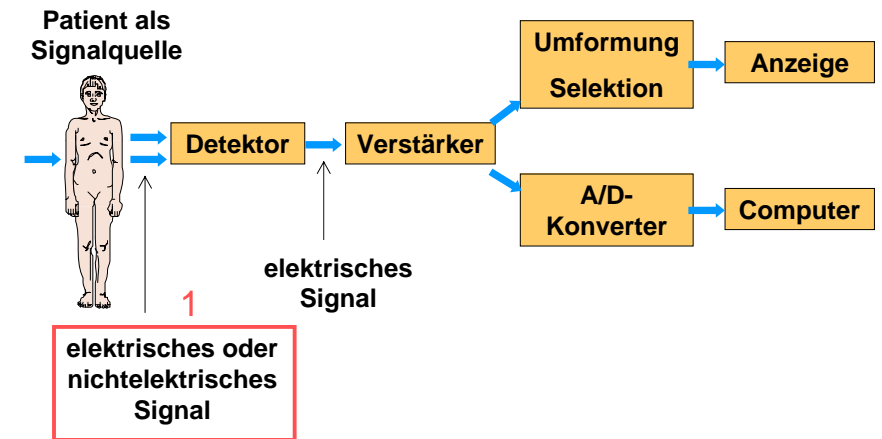 Patient als
Signalquelle
Detektor
Verstärker
Umformung
Selektion
Anzeige
A/D-
Konverter
Computer
elektrisches
Signal
1
elektrisches oder
nichtelektrisches
Signal